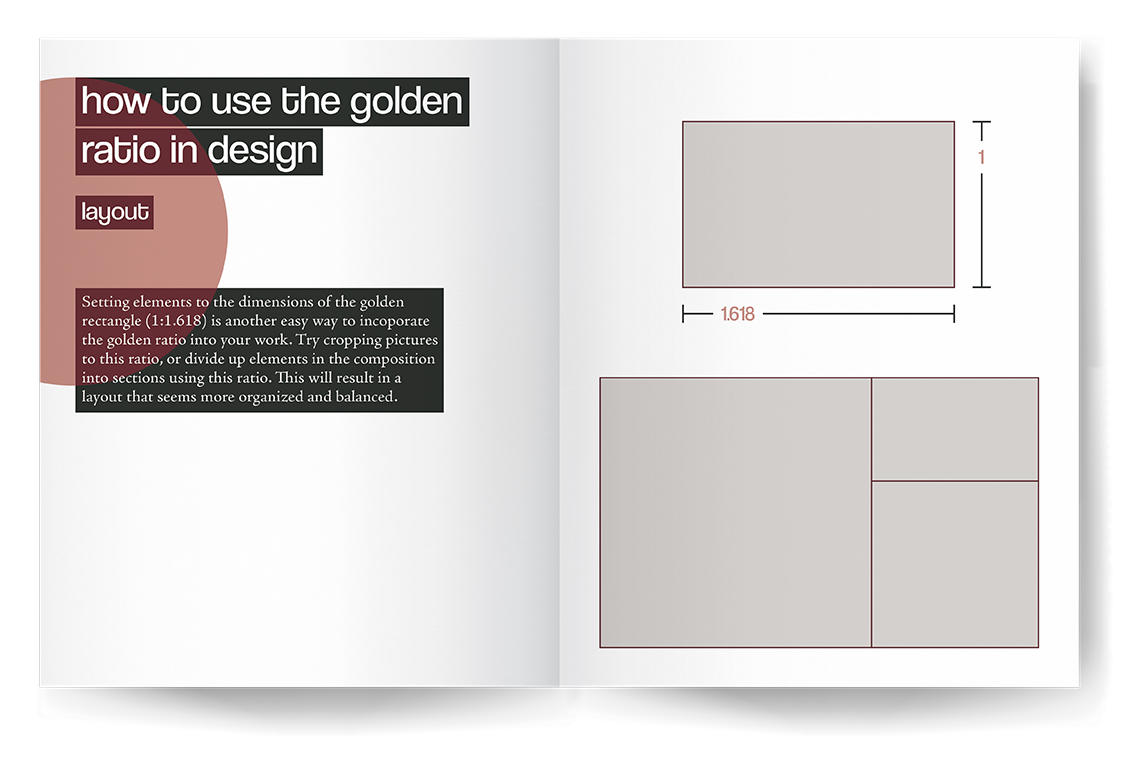 how to use the golden
ratio in design
layout
Setting elements to the dimensions of the golden
rectangle (1:1.618) is another easy way to incoporate
the golden ratio into your work. Try cropping pictures
to this ratio, or divide up elements in the composition
into sections using this ratio. This will result in a
layout that seems more organized and balanced.
1
1.618